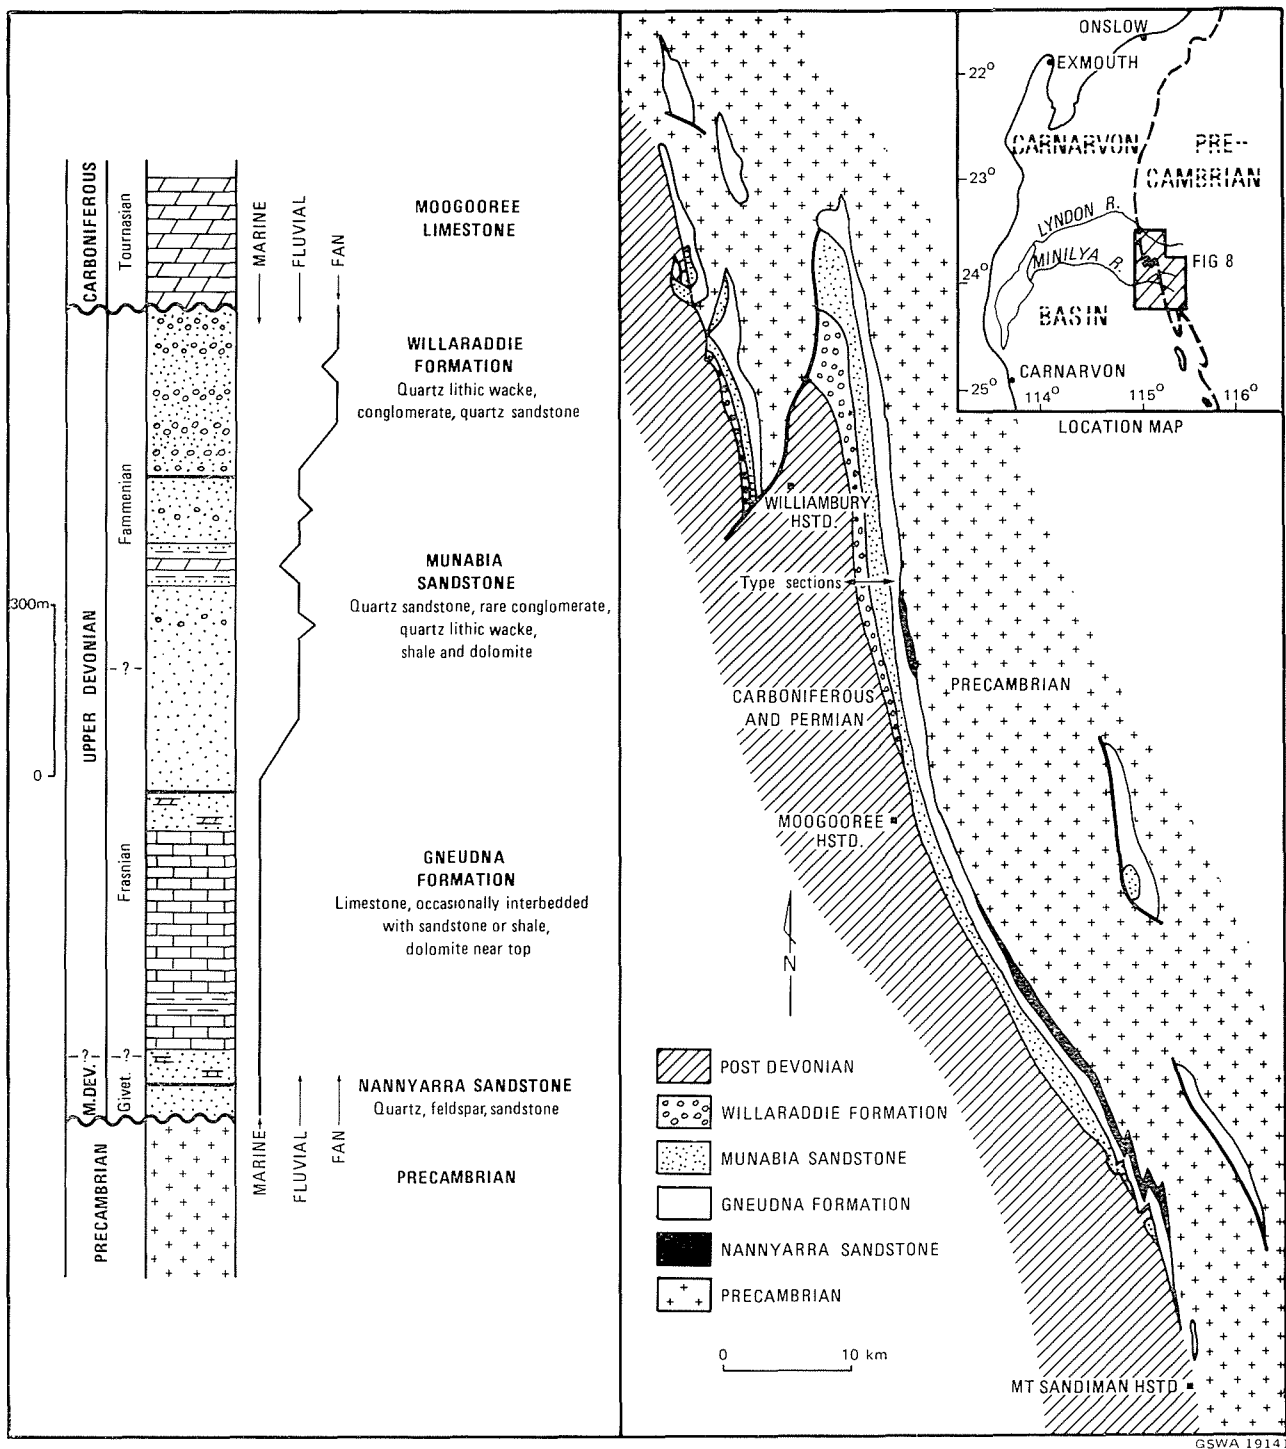 CARBONIFEROUS
Tournasian
MARINE
FLUVIAL
FAN
MOOGOOREE
LIMESTONE
WILLARADDIE
FORMATION
Quartz lithic wacke,
conglomerate, quartz sandstone
Fammenian
UPPER DEVONIAN
300m
0
-?-
MUNABIA
SANDSTONE
Quartz sandstone, rare conglomerate,
quartz lithic wacke,
shale and dolomite
Frasnian
GNEUDNA
FORMATION
Limestone, occasionally interbedded
with sandstone or shale,
dolomite near top
-?-
-?-
M.DEV.
Givet.
NANNYARRA SANDSTONE
Quartz, feldspar, sandstone
MARINE
FLUVIAL
FAN
PRECAMBRIAN
PRECAMBRIAN
WILLIAMBURY
HSTD.
Type sections
CARBONIFEROUS
AND PERMIAN
PRECAMBRIAN
MOOGOOREE
HSTD.
N
POST DEVONIAN
WILLARADDIE FORMATION
MUNABIA SANDSTONE
GNEUDNA FORMATION
NANNYARRA SANDSTONE
PRECAMBRIAN
0 10 km
MT SANDIMAN HSTD
ONSLOW
22°
EXMOUTH
CARNARVON
PRE-
CAMBRIAN
23°
LYNDON R.
MINILYA R.
24°
FIG 8
BASIN
CARNARVON
25°
114° 115° 116°
LOCATION MAP
GSWA 19141